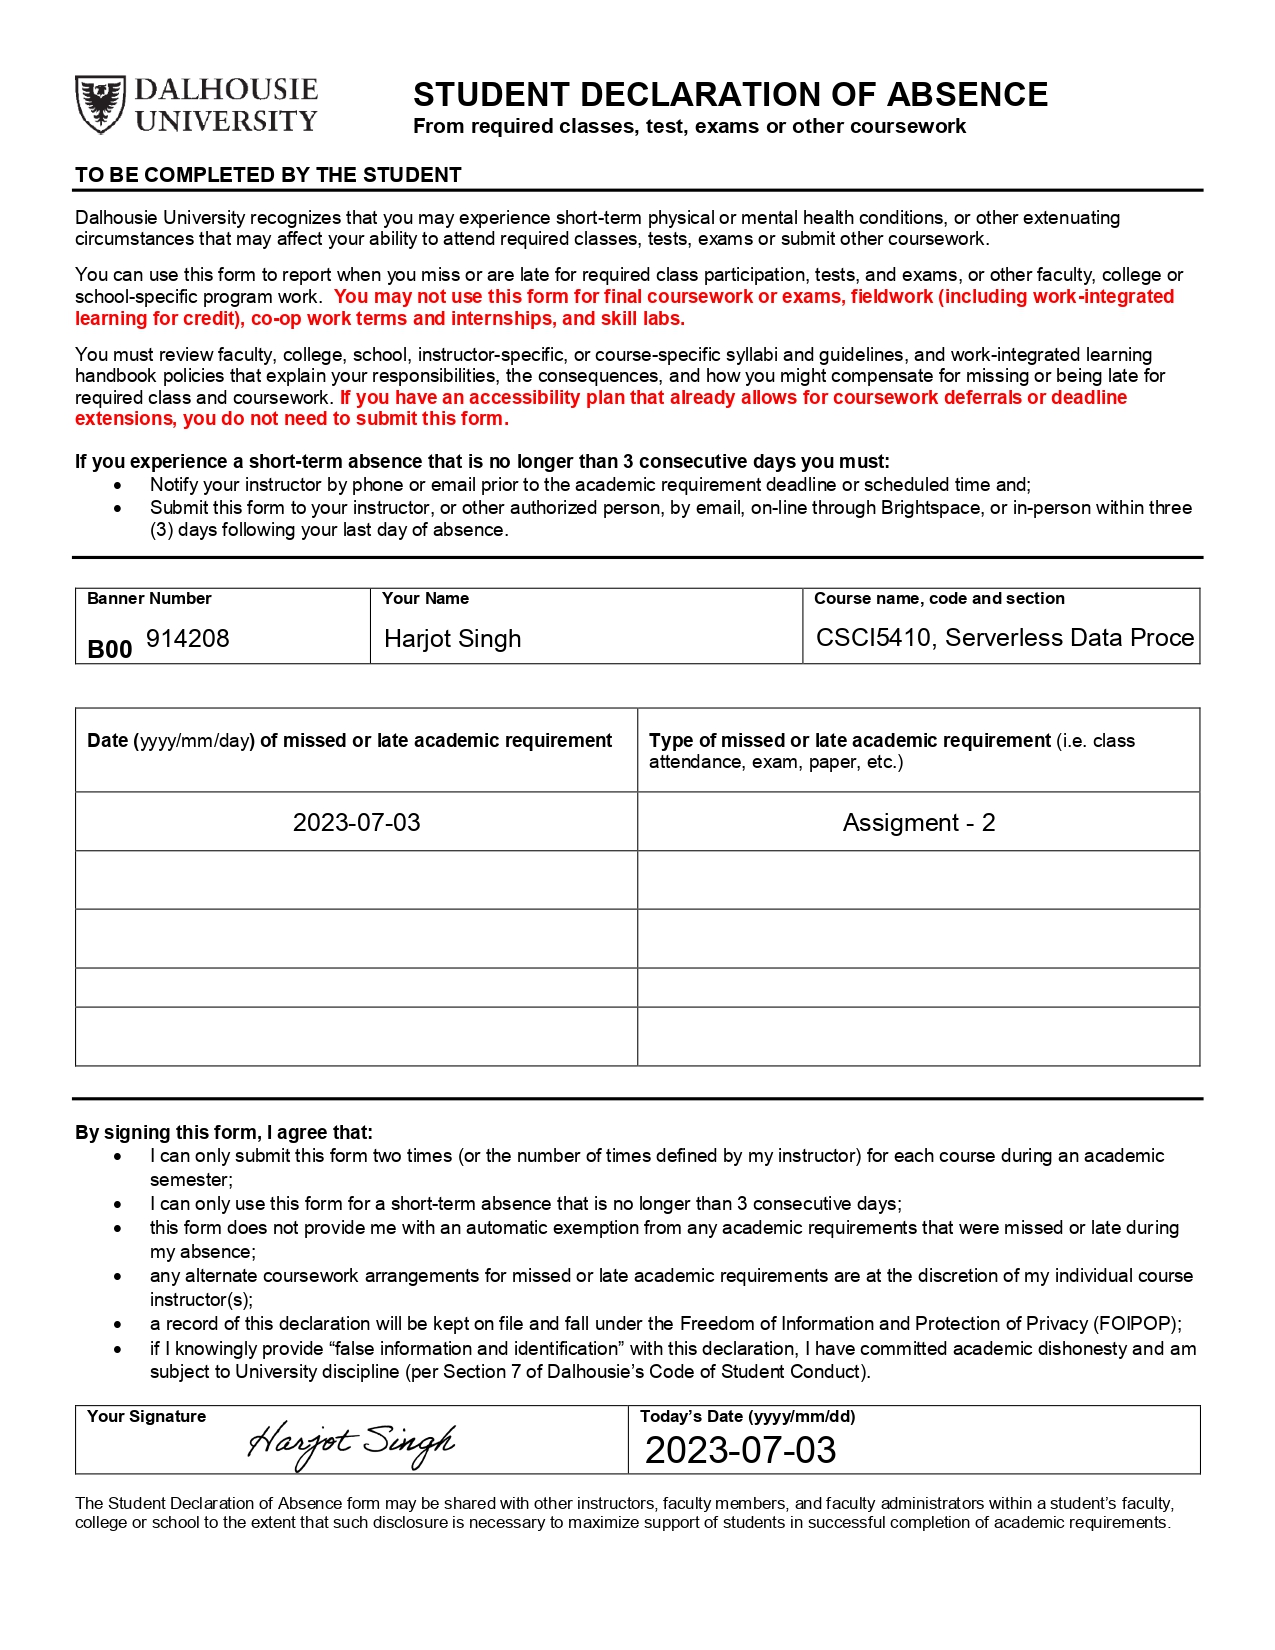 DALHOUSIE
UNIVERSITY
STUDENT DECLARATION OF ABSENCE
From required classes, test, exams or other coursework
TO BE COMPLETED BY THE STUDENT
Dalhousie University recognizes that you may experience short-term physical or mental health conditions, or other extenuating
circumstances that may affect your ability to attend required classes, tests, exams or submit other coursework.
You can use this form to report when you miss or are late for required class participation, tests, and exams, or other faculty, college or
school-specific program work. You may not use this form for final coursework or exams, fieldwork (including work-integrated
learning for credit), co-op work terms and internships, and skill labs.
You must review faculty, college, school, instructor-specific, or course-specific syllabi and guidelines, and work-integrated learning
handbook policies that explain your responsibilities, the consequences, and how you might compensate for missing or being late for
required class and coursework. If you have an accessibility plan that already allows for coursework deferrals or deadline
extensions, you do not need to submit this form.
If you experience a short-term absence that is no longer than 3 consecutive days you must:
• Notify your instructor by phone or email prior to the academic requirement deadline or scheduled time and;
• Submit this form to your instructor, or other authorized person, by email, on-line through Brightspace, or in-person within three
(3) days following your last day of absence.
Banner Number
B00 914208
Your Name
Harjot Singh
Course name, code and section
CSCI5410, Serverless Data Proce
Date (yyyy/mm/day) of missed or late academic requirement
Type of missed or late academic requirement (i.e. class
attendance, exam, paper, etc.)
2023-07-03
Assigment - 2
By signing this form, I agree that:
• I can only submit this form two times (or the number of times defined by my instructor) for each course during an academic
semester;
• I can only use this form for a short-term absence that is no longer than 3 consecutive days;
• this form does not provide me with an automatic exemption from any academic requirements that were missed or late during
my absence;
• any alternate coursework arrangements for missed or late academic requirements are at the discretion of my individual course
instructor(s);
• a record of this declaration will be kept on file and fall under the Freedom of Information and Protection of Privacy (FOIPOP);
• if I knowingly provide “false information and identification” with this declaration, I have committed academic dishonesty and am
subject to University discipline (per Section 7 of Dalhousie’s Code of Student Conduct).
Your Signature
Harjot Singh
Today’s Date (yyyy/mm/dd)
2023-07-03
The Student Declaration of Absence form may be shared with other instructors, faculty members, and faculty administrators within a student’s faculty,
college or school to the extent that such disclosure is necessary to maximize support of students in successful completion of academic requirements.